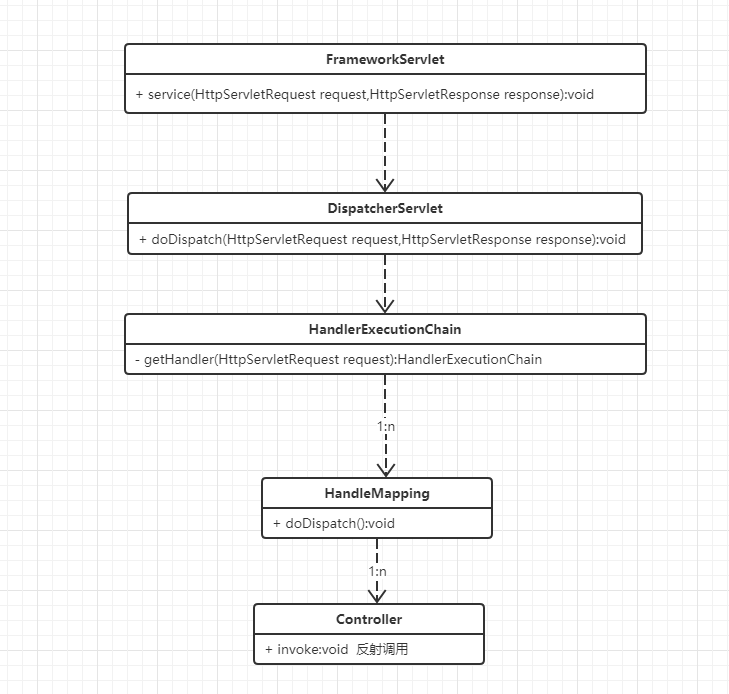 FrameworkServlet
+ service(HttpServletRequest request,HttpServletResponse response):void
DispatcherServlet
+ doDispatch(HttpServletRequest request,HttpServletResponse response):void
HandlerExecutionChain
- getHandler(HttpServletRequest request):HandlerExecutionChain
1:n
HandleMapping
+ doDispatch():void
1:n
Controller
+ invoke:void 反射调用